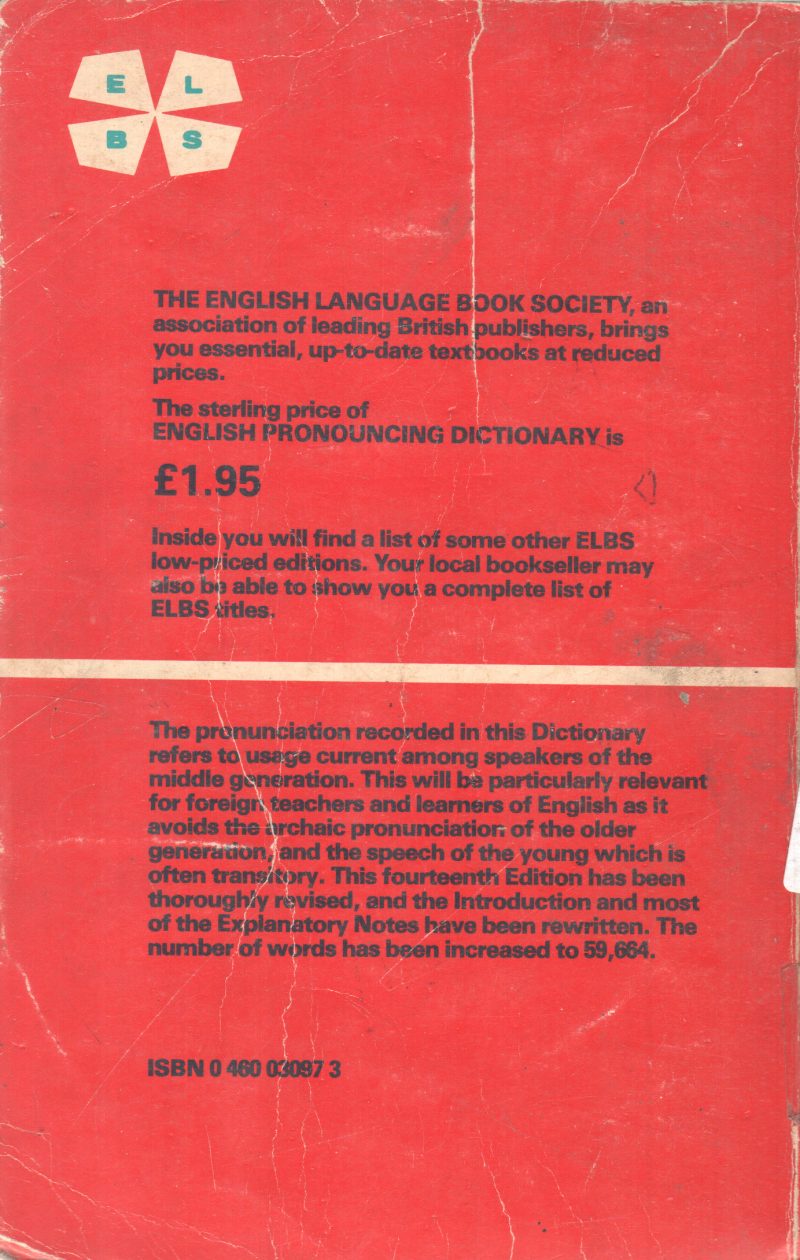 E L
B S
THE ENGLISH LANGUAGE BOOK SOCIETY, an
association of leading British publishers, brings
you essential, up-to-date textbooks at reduced
prices.
The sterling price of
ENGLISH PRONOUNCING DICTIONARY is
£1.95
Inside you will find a list of some other ELBS
low-priced editions. Your local bookseller may
also be able to show you a complete list of
ELBS titles.
The pronunciation recorded in this Dictionary
refers to usage current among speakers of the
middle generation. This will be particularly relevant
for foreign teachers and learners of English as it
avoids the archaic pronunciation of the older
generation, and the speech of the young which is
often transitory. This fourteenth Edition has been
thoroughly revised, and the Introduction and most
of the Explanatory Notes have been rewritten. The
number of words has been increased to 59,664.
ISBN 0 460 03097 3